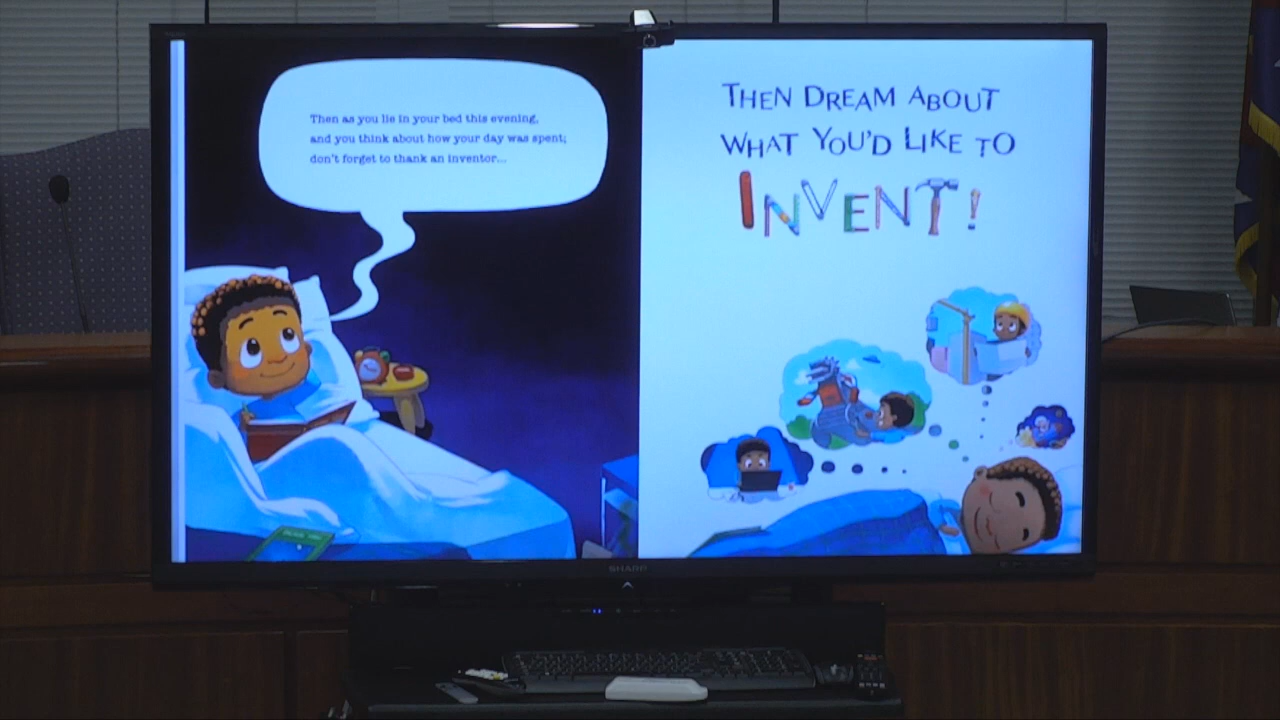 Then as you lie in your bed this evening,
and you think about how your day was spent;
don't forget to thank an inventor...
THEN DREAM ABOUT
WHAT YOU'D LIKE TO
INVENT!
SHARP